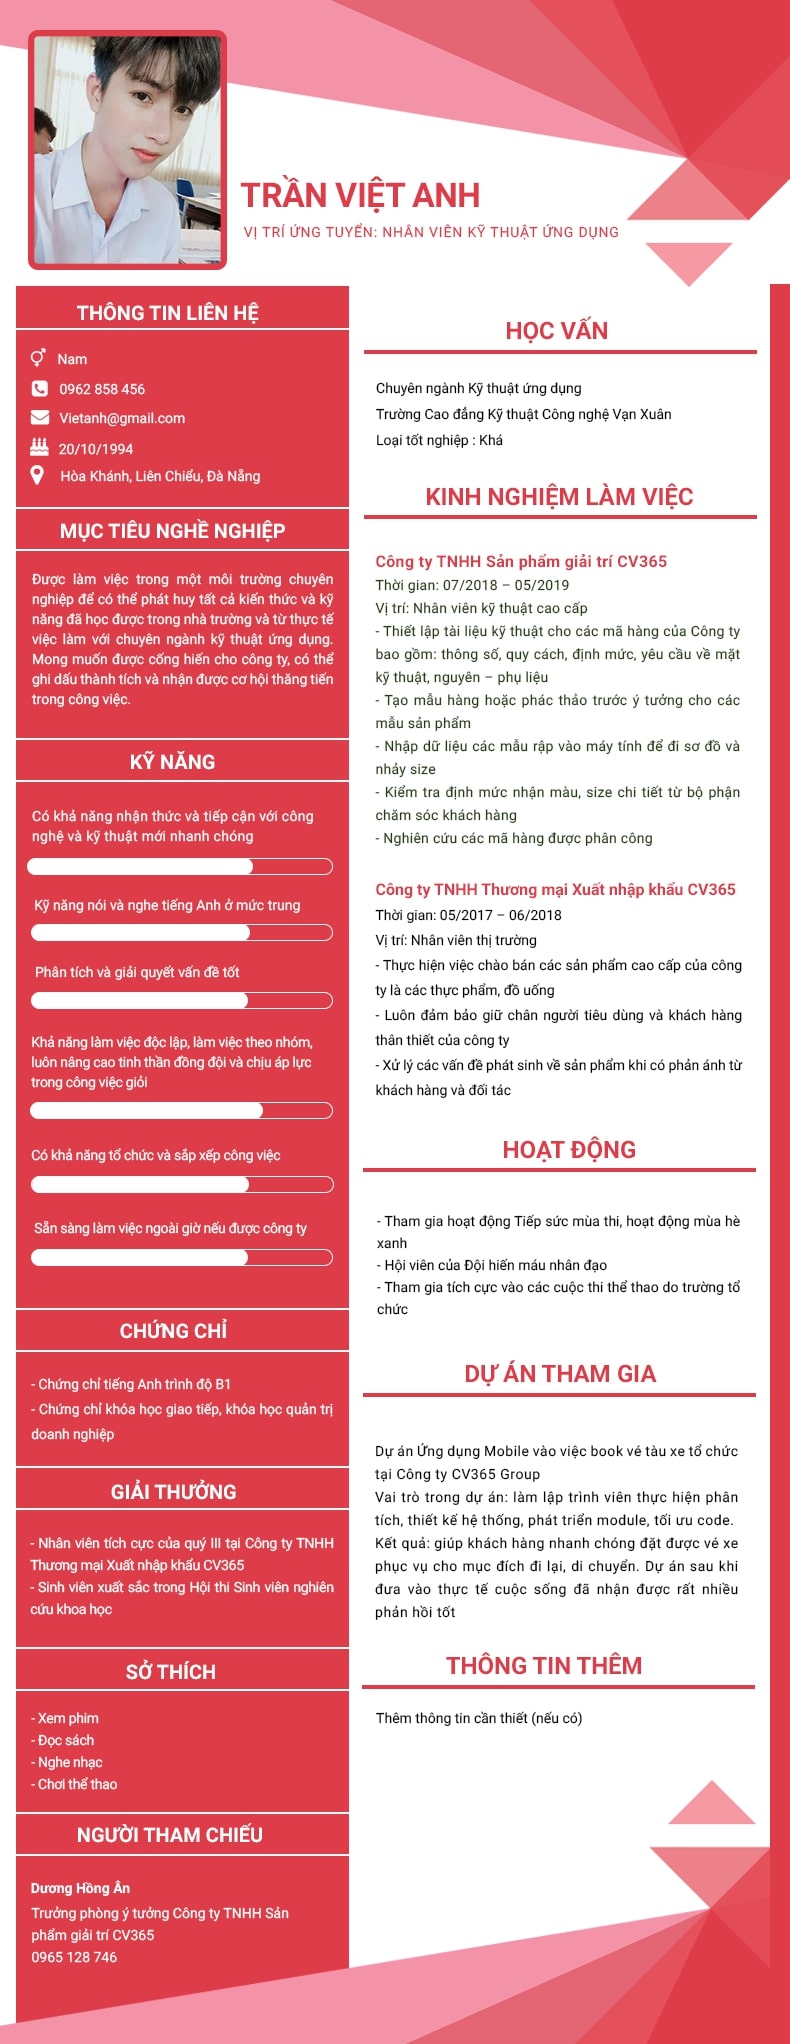 TRẦN VIỆT ANH
VỊ TRÍ ỨNG TUYỂN: NHÂN VIÊN KỸ THUẬT ỨNG DỤNG
THÔNG TIN LIÊN HỆ
Nam
0962 858 456
Vietanh@gmail.com
20/10/1994
Hòa Khánh, Liên Chiểu, Đà Nẵng
MỤC TIÊU NGHỀ NGHIỆP
Được làm việc trong một môi trường chuyên
nghiệp để có thể phát huy tất cả kiến thức và kỹ
năng đã học được trong nhà trường và từ thực tế
việc làm với chuyên ngành kỹ thuật ứng dụng.
Mong muốn được cống hiến cho công ty, có thể
ghi dấu thành tích và nhận được cơ hội thăng tiến
trong công việc.
KỸ NĂNG
Có khả năng nhận thức và tiếp cận với công
nghệ và kỹ thuật mới nhanh chóng
Kỹ năng nói và nghe tiếng Anh ở mức trung
Phân tích và giải quyết vấn đề tốt
Khả năng làm việc độc lập, làm việc theo nhóm,
luôn nâng cao tinh thần đồng đội và chịu áp lực
trong công việc giỏi
Có khả năng tổ chức và sắp xếp công việc
Sẵn sàng làm việc ngoài giờ nếu được công ty
CHỨNG CHỈ
- Chứng chỉ tiếng Anh trình độ B1
- Chứng chỉ khóa học giao tiếp, khóa học quản trị
doanh nghiệp
GIẢI THƯỞNG
- Nhân viên tích cực của quý III tại Công ty TNHH
Thương mại Xuất nhập khẩu CV365
- Sinh viên xuất sắc trong Hội thi Sinh viên nghiên
cứu khoa học
SỞ THÍCH
- Xem phim
- Đọc sách
- Nghe nhạc
- Chơi thể thao
NGƯỜI THAM CHIẾU
Dương Hồng Ân
Trưởng phòng ý tưởng Công ty TNHH Sản
phẩm giải trí CV365
0965 128 746
HỌC VẤN
Chuyên ngành Kỹ thuật ứng dụng
Trường Cao đẳng Kỹ thuật Công nghệ Vạn Xuân
Loại tốt nghiệp : Khá
KINH NGHIỆM LÀM VIỆC
Công ty TNHH Sản phẩm giải trí CV365
Thời gian: 07/2018 – 05/2019
Vị trí: Nhân viên kỹ thuật cao cấp
- Thiết lập tài liệu kỹ thuật cho các mã hàng của Công ty
bao gồm: thông số, quy cách, định mức, yêu cầu về mặt
kỹ thuật, nguyên – phụ liệu
- Tạo mẫu hàng hoặc phác thảo trước ý tưởng cho các
mẫu sản phẩm
- Nhập dữ liệu các mẫu rập vào máy tính để đi sơ đồ và
nhảy size
- Kiểm tra định mức nhận màu, size chi tiết từ bộ phận
chăm sóc khách hàng
- Nghiên cứu các mã hàng được phân công
Công ty TNHH Thương mại Xuất nhập khẩu CV365
Thời gian: 05/2017 – 06/2018
Vị trí: Nhân viên thị trường
- Thực hiện việc chào bán các sản phẩm cao cấp của công
ty là các thực phẩm, đồ uống
- Luôn đảm bảo giữ chân người tiêu dùng và khách hàng
thân thiết của công ty
- Xử lý các vấn đề phát sinh về sản phẩm khi có phản ánh từ
khách hàng và đối tác
HOẠT ĐỘNG
- Tham gia hoạt động Tiếp sức mùa thi, hoạt động mùa hè
xanh
- Hội viên của Đội hiến máu nhân đạo
- Tham gia tích cực vào các cuộc thi thể thao do trường tổ
chức
DỰ ÁN THAM GIA
Dự án Ứng dụng Mobile vào việc book vé tàu xe tổ chức
tại Công ty CV365 Group
Vai trò trong dự án: làm lập trình viên thực hiện phân
tích, thiết kế hệ thống, phát triển module, tối ưu code.
Kết quả: giúp khách hàng nhanh chóng đặt được vé xe
phục vụ cho mục đích đi lại, di chuyển. Dự án sau khi
đưa vào thực tế cuộc sống đã nhận được rất nhiều
phản hồi tốt
THÔNG TIN THÊM
Thêm thông tin cần thiết (nếu có)